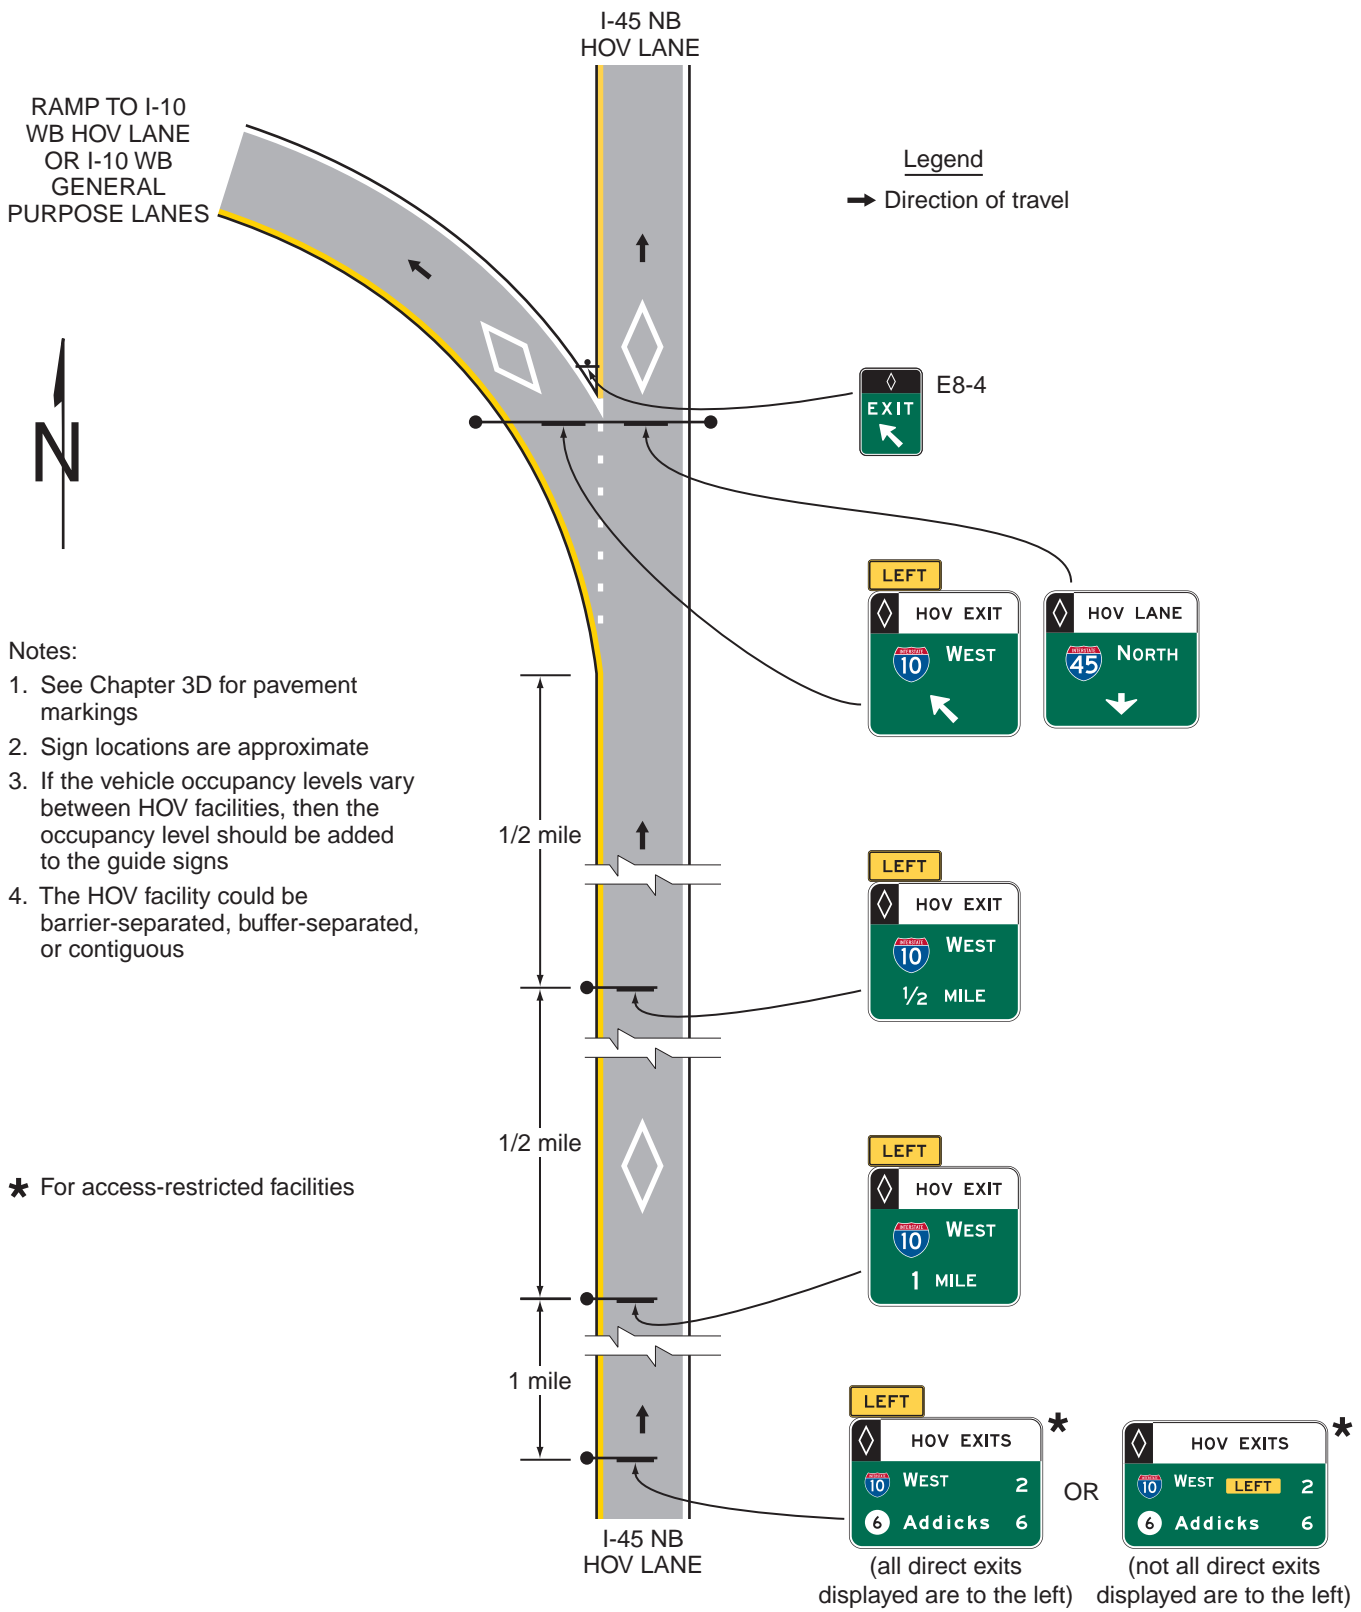 I-45 NB
HOV LANE
RAMP TO I-10
WB HOV LANE
OR I-10 WB
GENERAL
PURPOSE LANES
Legend
Direction of travel
N
E8-4
EXIT
LEFT
HOV EXIT
INTERSTATE
10 WEST
HOV LANE
INTERSTATE
45 NORTH
Notes:
1. See Chapter 3D for pavement
markings
2. Sign locations are approximate
3. If the vehicle occupancy levels vary
between HOV facilities, then the
occupancy level should be added
to the guide signs
4. The HOV facility could be
barrier-separated, buffer-separated,
or contiguous
* For access-restricted facilities
1/2 mile
LEFT
HOV EXIT
INTERSTATE
10 WEST
1/2 MILE
1/2 mile
LEFT
HOV EXIT
INTERSTATE
10 WEST
1 MILE
1 mile
LEFT
*
HOV EXITS
INTERSTATE
10 WEST 2
6 Addicks 6
(all direct exits
displayed are to the left)
OR
*
HOV EXITS
INTERSTATE
10 WEST LEFT 2
6 Addicks 6
(not all direct exits
displayed are to the left)
I-45 NB
HOV LANE